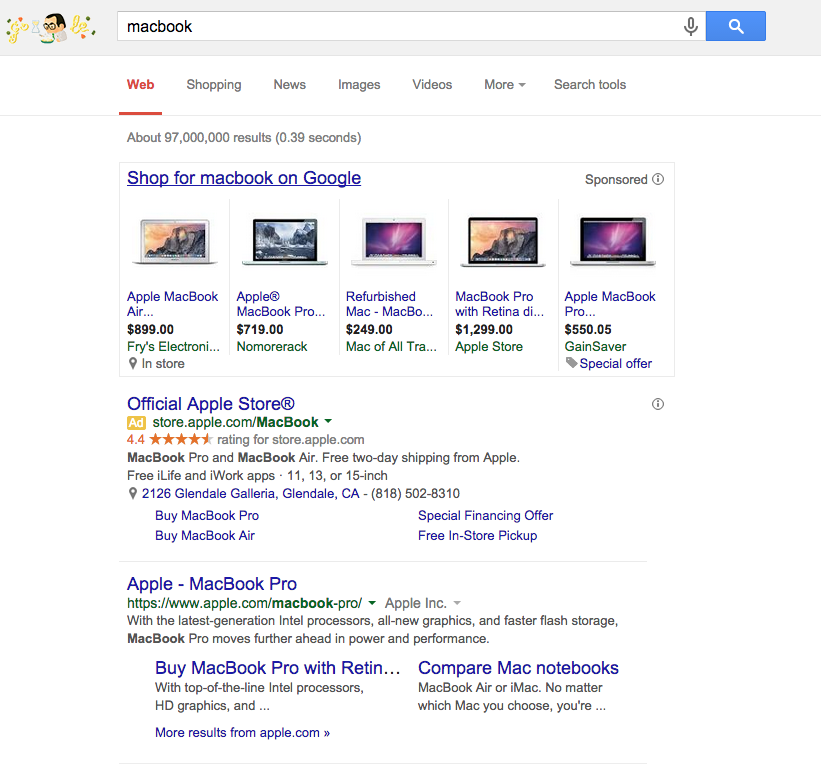 macbook
Web Shopping News Images Videos More Search tools
About 97,000,000 results (0.39 seconds)
Shop for macbook on Google Sponsored
Apple MacBook Air...
$899.00
Fry's Electroni...
In store
Apple® MacBook Pro...
$719.00
Nomorerack
Refurbished Mac - MacBo...
$249.00
Mac of All Tra...
MacBook Pro with Retina di...
$1,299.00
Apple Store
Apple MacBook Pro...
$550.05
GainSaver
Special offer
Official Apple Store®
Ad store.apple.com/MacBook
4.4 rating for store.apple.com
MacBook Pro and MacBook Air. Free two-day shipping from Apple.
Free iLife and iWork apps · 11, 13, or 15-inch
2126 Glendale Galleria, Glendale, CA - (818) 502-8310
Buy MacBook Pro Special Financing Offer
Buy MacBook Air Free In-Store Pickup
Apple - MacBook Pro
https://www.apple.com/macbook-pro/ Apple Inc.
With the latest-generation Intel processors, all-new graphics, and faster flash storage,
MacBook Pro moves further ahead in power and performance.
Buy MacBook Pro with Retin...
With top-of-the-line Intel processors,
HD graphics, and ...
Compare Mac notebooks
MacBook Air or iMac. No matter
which Mac you choose, you're ...
More results from apple.com »